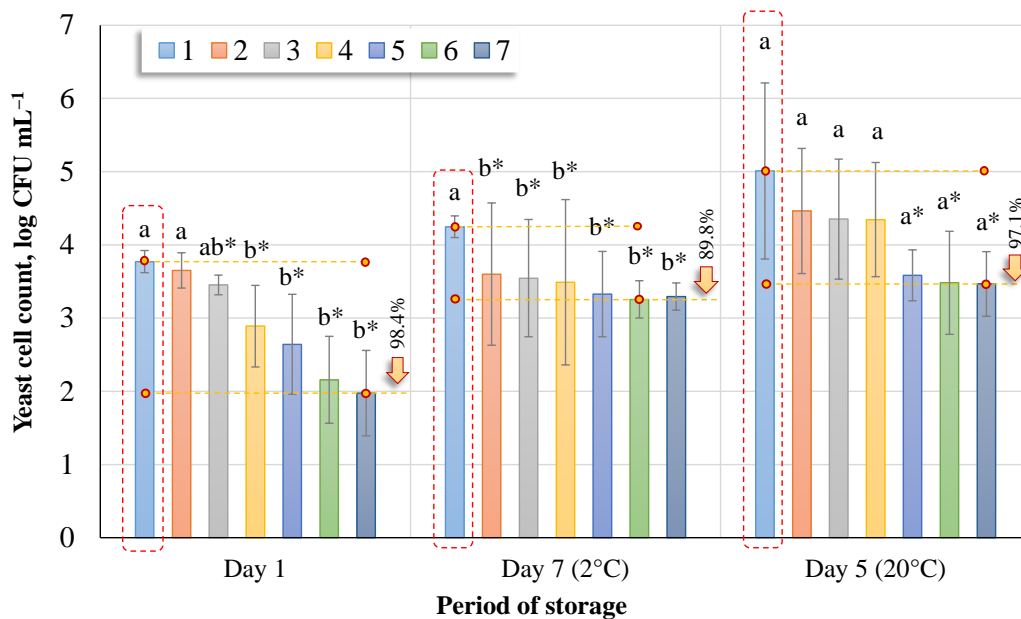 Yeast cell count, log CFU mL⁻¹
7
6
5
4
3
2
1
0
1 2 3 4 5 6 7
a a ab* b* b* b* b*
98.4%
a b* b* b* b* b* b*
89.8%
a a a a a* a* a*
97.1%
Day 1 Day 7 (2°C) Day 5 (20°C)
Period of storage